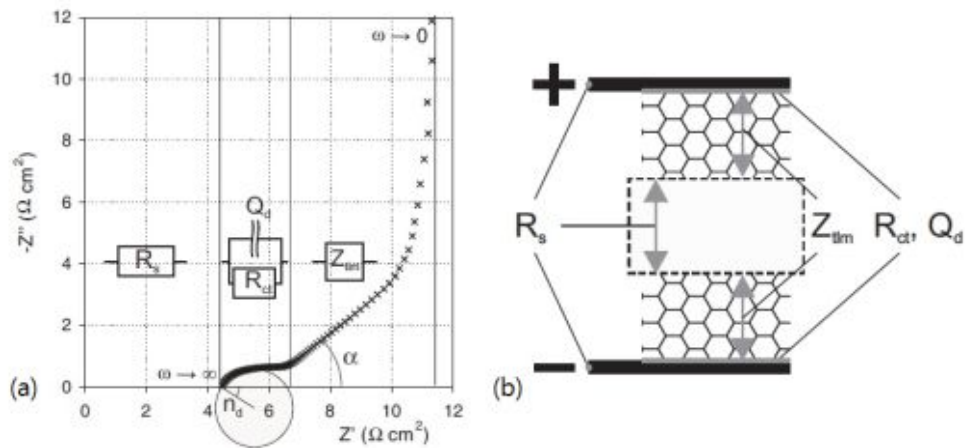 12
10
8
6
4
2
0
-Z'' (Ω cm²)
ω → 0
Q_d
R_s
R_ct
Z_tlm
α
ω → ∞
n_d
(a)
0 2 4 6 8 10 12
Z' (Ω cm²)
+
R_s
Z_tlm R_ct, Q_d
−
(b)